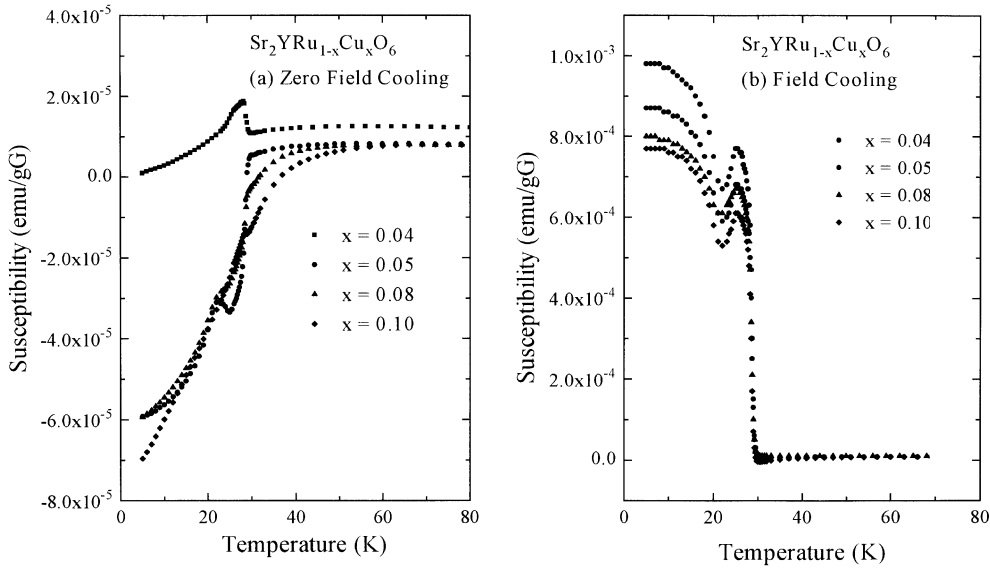 4.0x10⁻⁵
2.0x10⁻⁵
0.0
-2.0x10⁻⁵
-4.0x10⁻⁵
-6.0x10⁻⁵
-8.0x10⁻⁵
Susceptibility (emu/gG)
Sr₂YRu₁₋ₓCuₓO₆
(a) Zero Field Cooling
x = 0.04
x = 0.05
x = 0.08
x = 0.10
0 20 40 60 80
Temperature (K)
1.0x10⁻³
8.0x10⁻⁴
6.0x10⁻⁴
4.0x10⁻⁴
2.0x10⁻⁴
0.0
Susceptibility (emu/gG)
Sr₂YRu₁₋ₓCuₓO₆
(b) Field Cooling
x = 0.04
x = 0.05
x = 0.08
x = 0.10
0 20 40 60 80
Temperature (K)